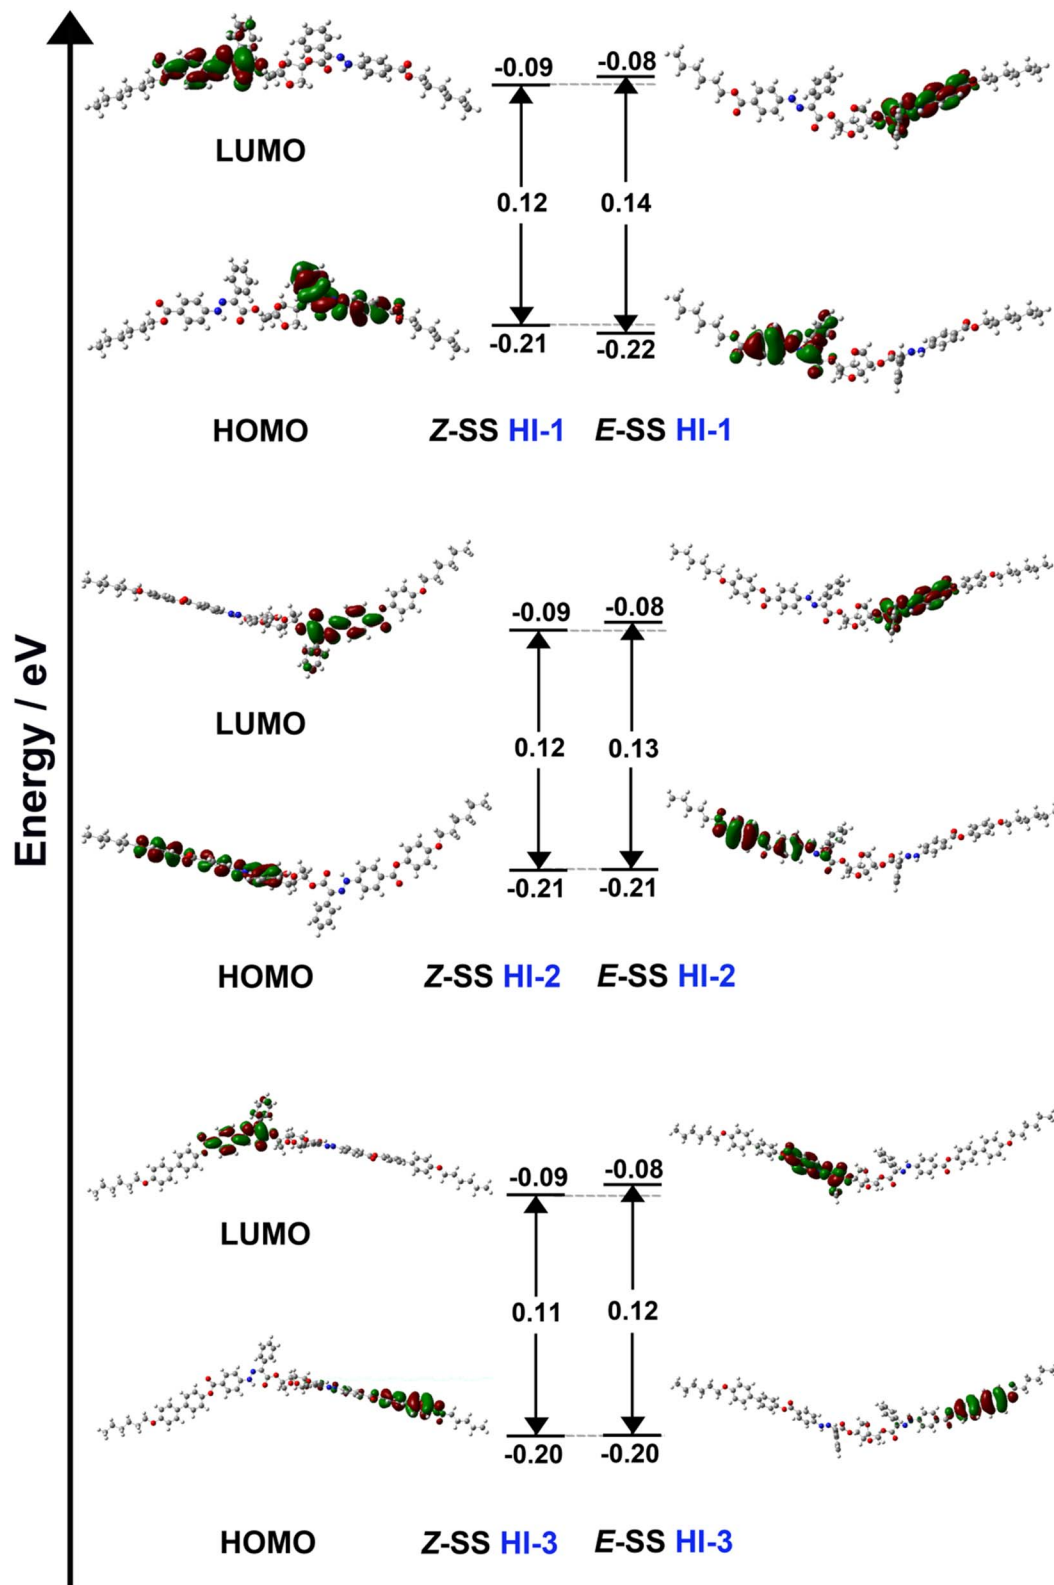 Energy / eV
-0.09 -0.08
LUMO
0.12 0.14
-0.21 -0.22
HOMO Z-SS HI-1 E-SS HI-1
-0.09 -0.08
LUMO
0.12 0.13
-0.21 -0.21
HOMO Z-SS HI-2 E-SS HI-2
-0.09 -0.08
LUMO
0.11 0.12
-0.20 -0.20
HOMO Z-SS HI-3 E-SS HI-3